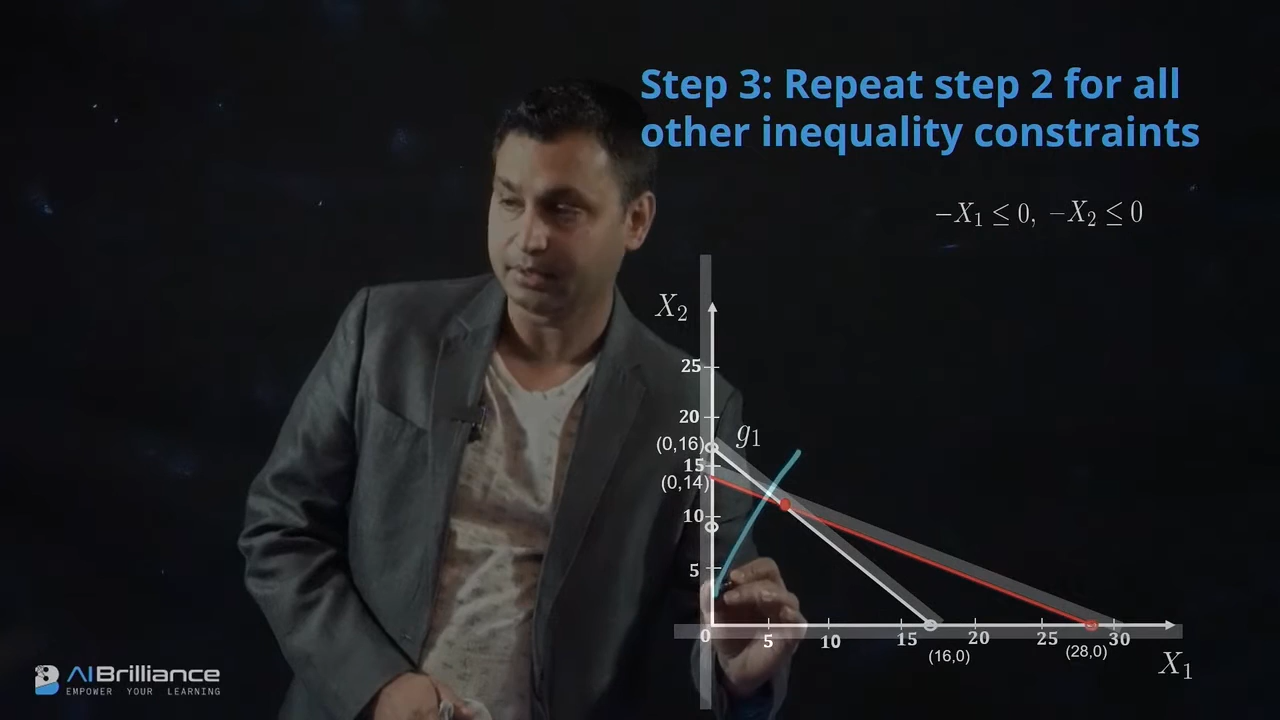 Step 3: Repeat step 2 for all
other inequality constraints
−X₁ ≤ 0, −X₂ ≤ 0
X₂
25
20
g₁
(0,16)
15
(0,14)
10
5
0
5
10
15
20
25
30
(16,0)
(28,0)
X₁
AIBrilliance
EMPOWER YOUR LEARNING